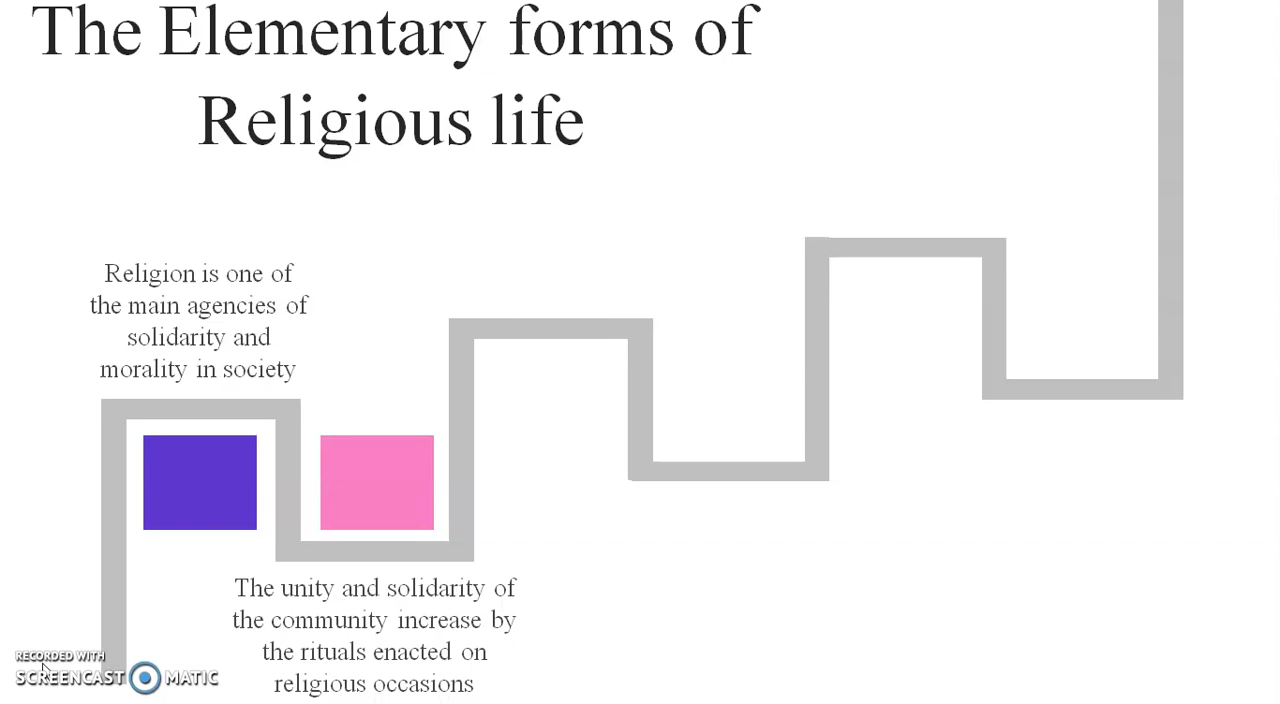 The Elementary forms of
Religious life
Religion is one of
the main agencies of
solidarity and
morality in society
The unity and solidarity of
the community increase by
the rituals enacted on
religious occasions
RECORDED WITH
SCREENCAST MATIC